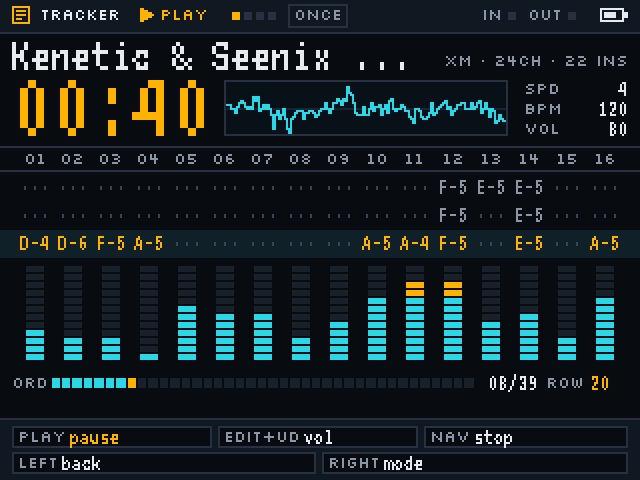 TRACKER PLAY ONCE IN OUT
Kenetic & Seenix ... XM · 24CH · 22 INS
00:40
SPD 4
BPM 120
VOL 80
01 02 03 04 05 06 07 08 09 10 11 12 13 14 15 16
... ... ... ... ... ... ... ... ... ... ... F-5 E-5 E-5 ... ...
... ... ... ... ... ... ... ... ... ... ... F-5 ... E-5 ... ...
D-4 D-6 F-5 A-5 ... ... ... ... ... A-5 A-4 F-5 ... E-5 ... A-5
ORD 08/39 ROW 20
PLAY pause EDIT+UD vol NAV stop
LEFT back RIGHT mode